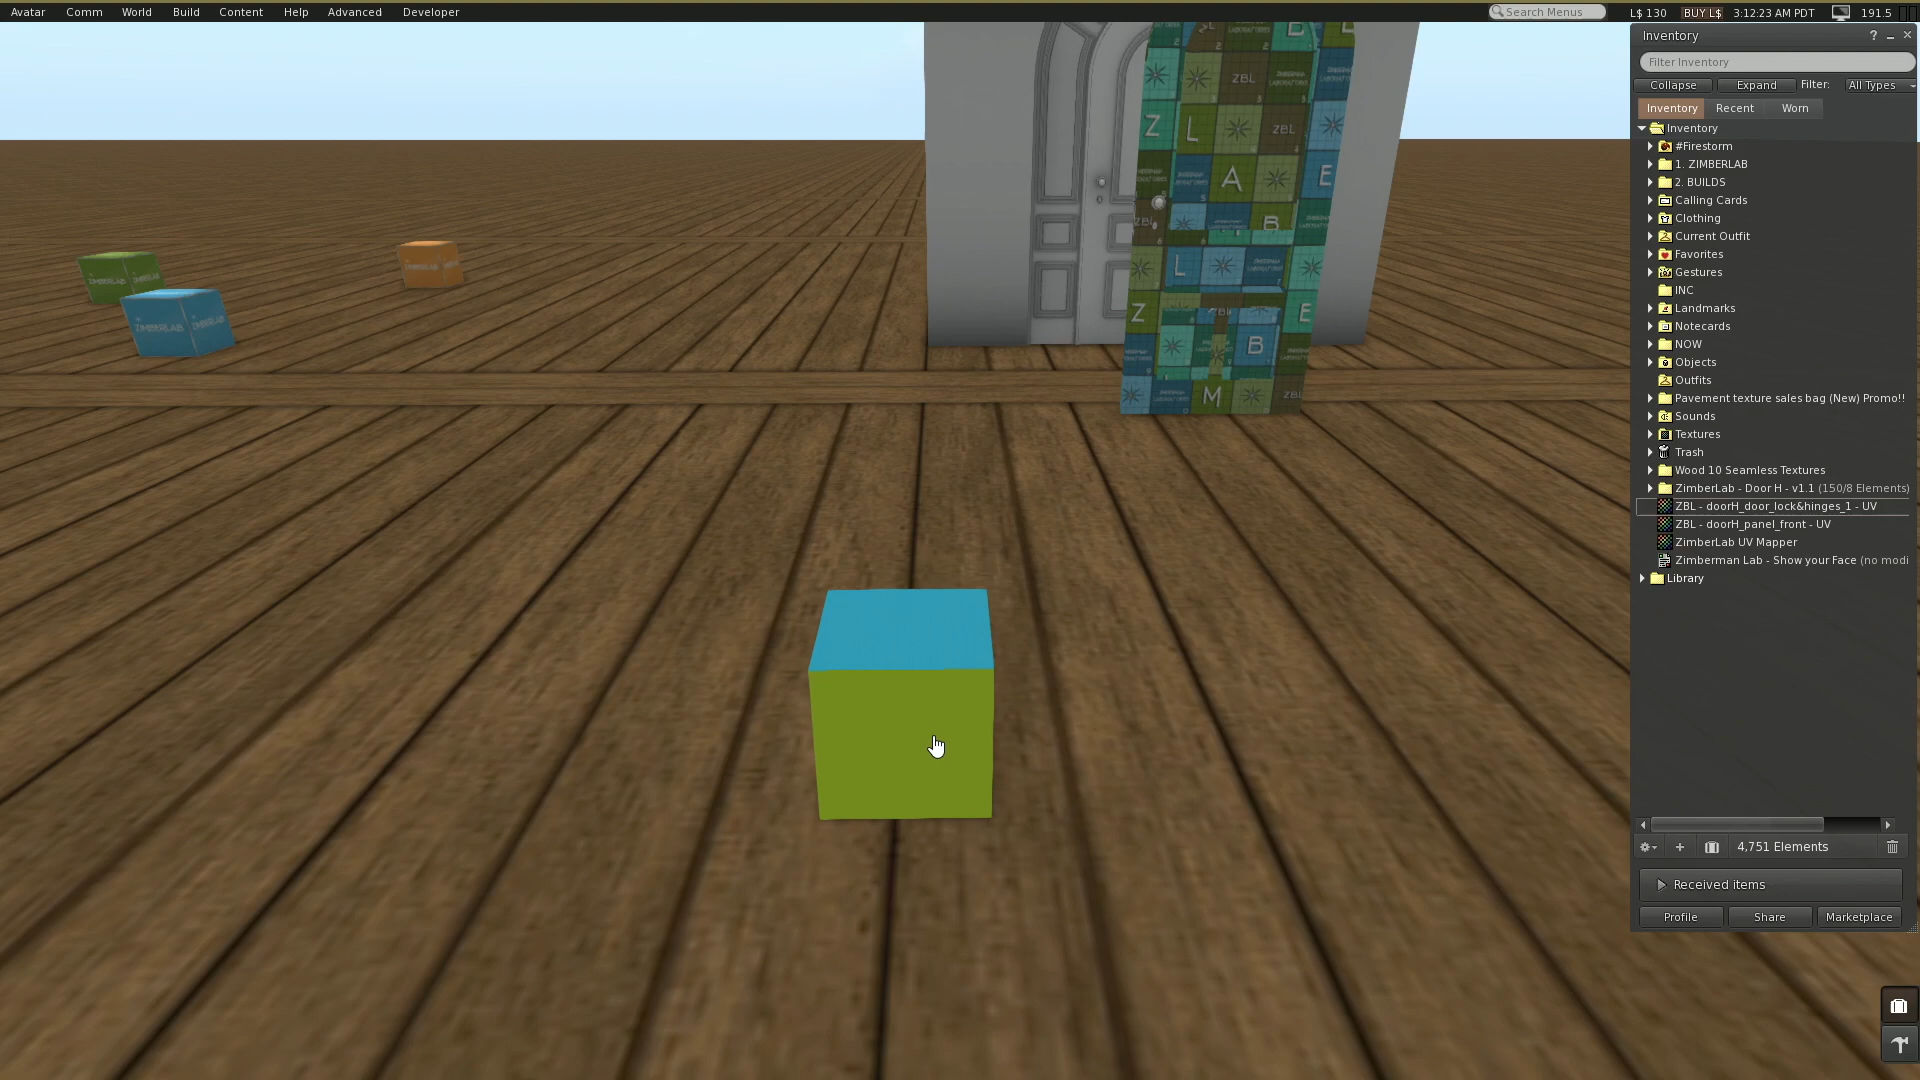 Avatar Comm World Build Content Help Advanced Developer Search Menus L$ 130 BUY L$ 3:12:23 AM PDT 191.5
Inventory ?
Filter Inventory
Collapse Expand Filter: All Types
Inventory Recent Worn
Inventory
#Firestorm
1. ZIMBERLAB
2. BUILDS
Calling Cards
Clothing
Current Outfit
Favorites
Gestures
INC
Landmarks
Notecards
NOW
Objects
Outfits
Pavement texture sales bag (New) Promo!!
Sounds
Textures
Trash
Wood 10 Seamless Textures
ZimberLab - Door H - v1.1 (150/8 Elements)
ZBL - doorH_door_lock&hinges_1 - UV
ZBL - doorH_panel_front - UV
ZimberLab UV Mapper
Zimberman Lab - Show your Face (no modi
Library
4,751 Elements
Received items
Profile Share Marketplace
ZBL
Z L ZBL
A E
B
L
Z E
B
M ZBL
ZIMBERLAB